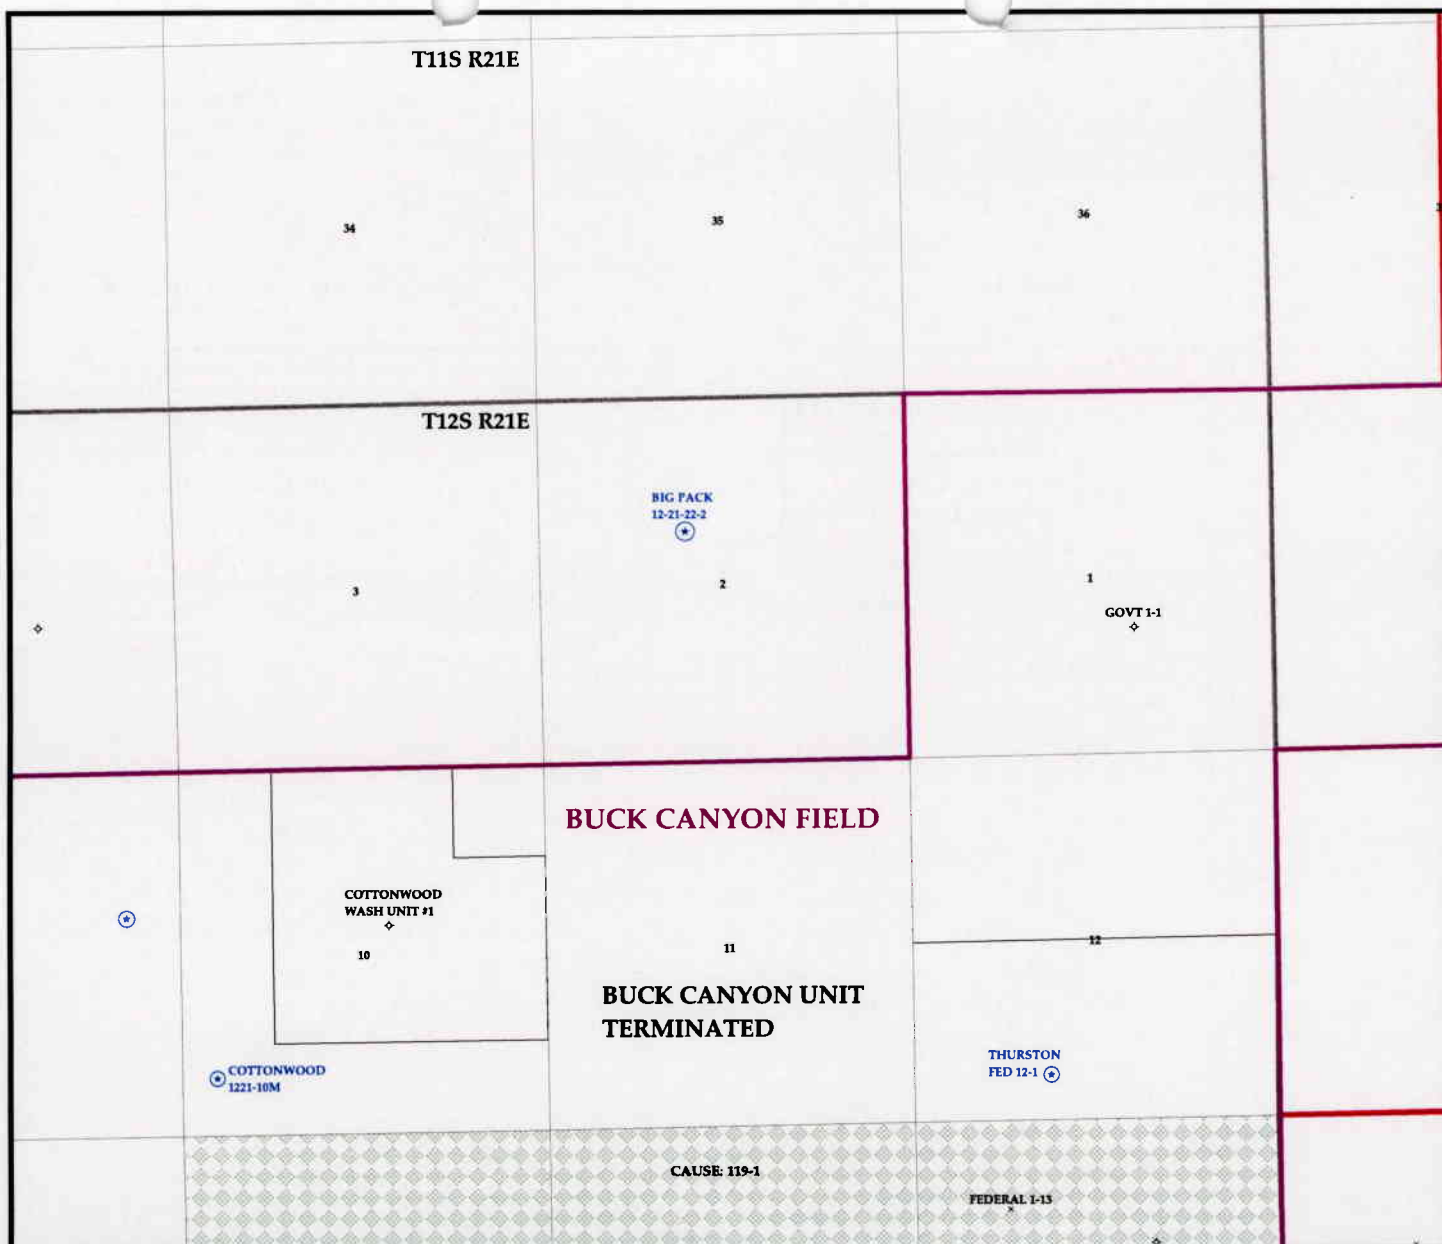 T11S R21E
34
35
36
T12S R21E
BIG PACK
12-21-22-2
3
2
1
GOVT 1-1
BUCK CANYON FIELD
COTTONWOOD
WASH UNIT #1
10
11
12
BUCK CANYON UNIT
TERMINATED
COTTONWOOD
1221-10M
THURSTON
FED 12-1
CAUSE: 119-1
FEDERAL 1-13